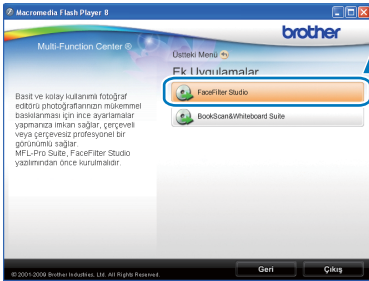 Macromedia Flash Player 8
brother
Multi-Function Center ®
Üstteki Menü
Ek Uygulamalar
FaceFilter Studio
BookScan&Whiteboard Suite
Basit ve kolay kullanımlı fotoğraf
editörü photoğraflarınızın mükemmel
baskılanması için ince ayarlamalar
yapmanıza imkan sağlar, çerçeveli
veya çerçevesiz profesyonel bir
görünümlü sağlar.
MFL-Pro Suite, FaceFilter Studio
yazılımından önce kurulmalıdır.
Geri
Çıkış
© 2001-2009 Brother Industries, Ltd. All Rights Reserved.